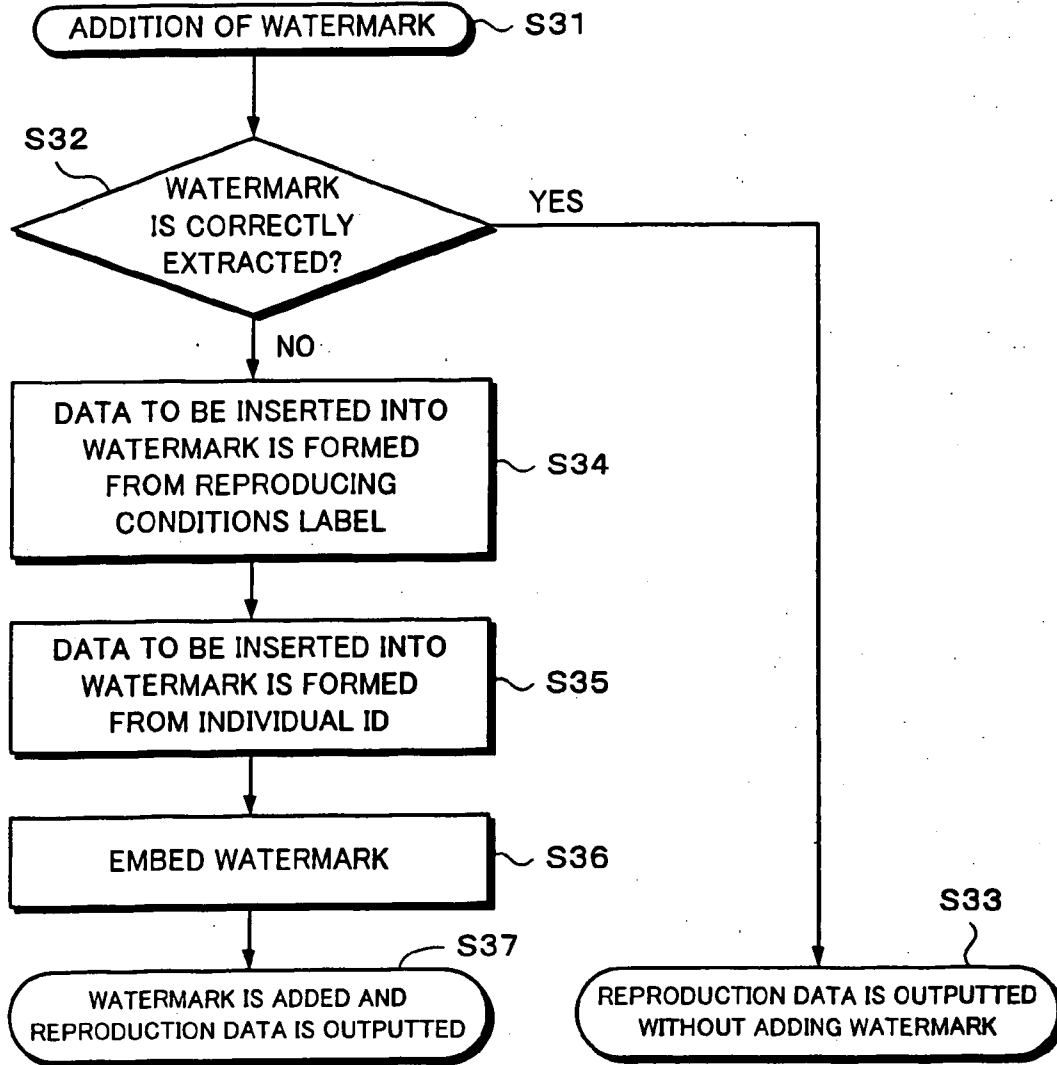 ADDITION OF WATERMARK
S31
S32
WATERMARK
IS CORRECTLY
EXTRACTED?
YES
NO
DATA TO BE INSERTED INTO
WATERMARK IS FORMED
FROM REPRODUCING
CONDITIONS LABEL
S34
DATA TO BE INSERTED INTO
WATERMARK IS FORMED
FROM INDIVIDUAL ID
S35
EMBED WATERMARK
S36
S37
WATERMARK IS ADDED AND
REPRODUCTION DATA IS OUTPUTTED
S33
REPRODUCTION DATA IS OUTPUTTED
WITHOUT ADDING WATERMARK